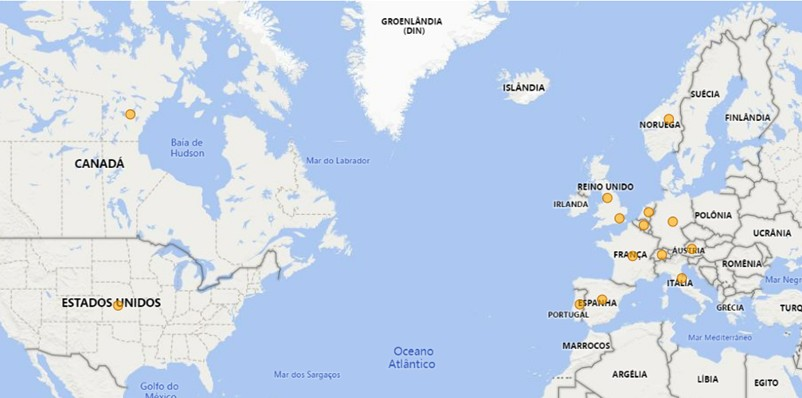 GROENLÂNDIA
(DIN)
ISLÂNDIA
SUÉCIA
NORUEGA
FINLÂNDIA
Baía de
Hudson
Mar do Labrador
CANADÁ
REINO UNIDO
IRLANDA
POLÔNIA
UCRÂNIA
FRANÇA
ÁUSTRIA
ROMÊNIA
Mar Negr
ITÁLIA
ESTADOS UNIDOS
ESPANHA
PORTUGAL
GRÉCIA
TURQ
Mar Mediterrâneo
MARROCOS
Oceano
Atlântico
Mar dos Sargaços
ARGÉLIA
LÍBIA
EGITO
Golfo do
México